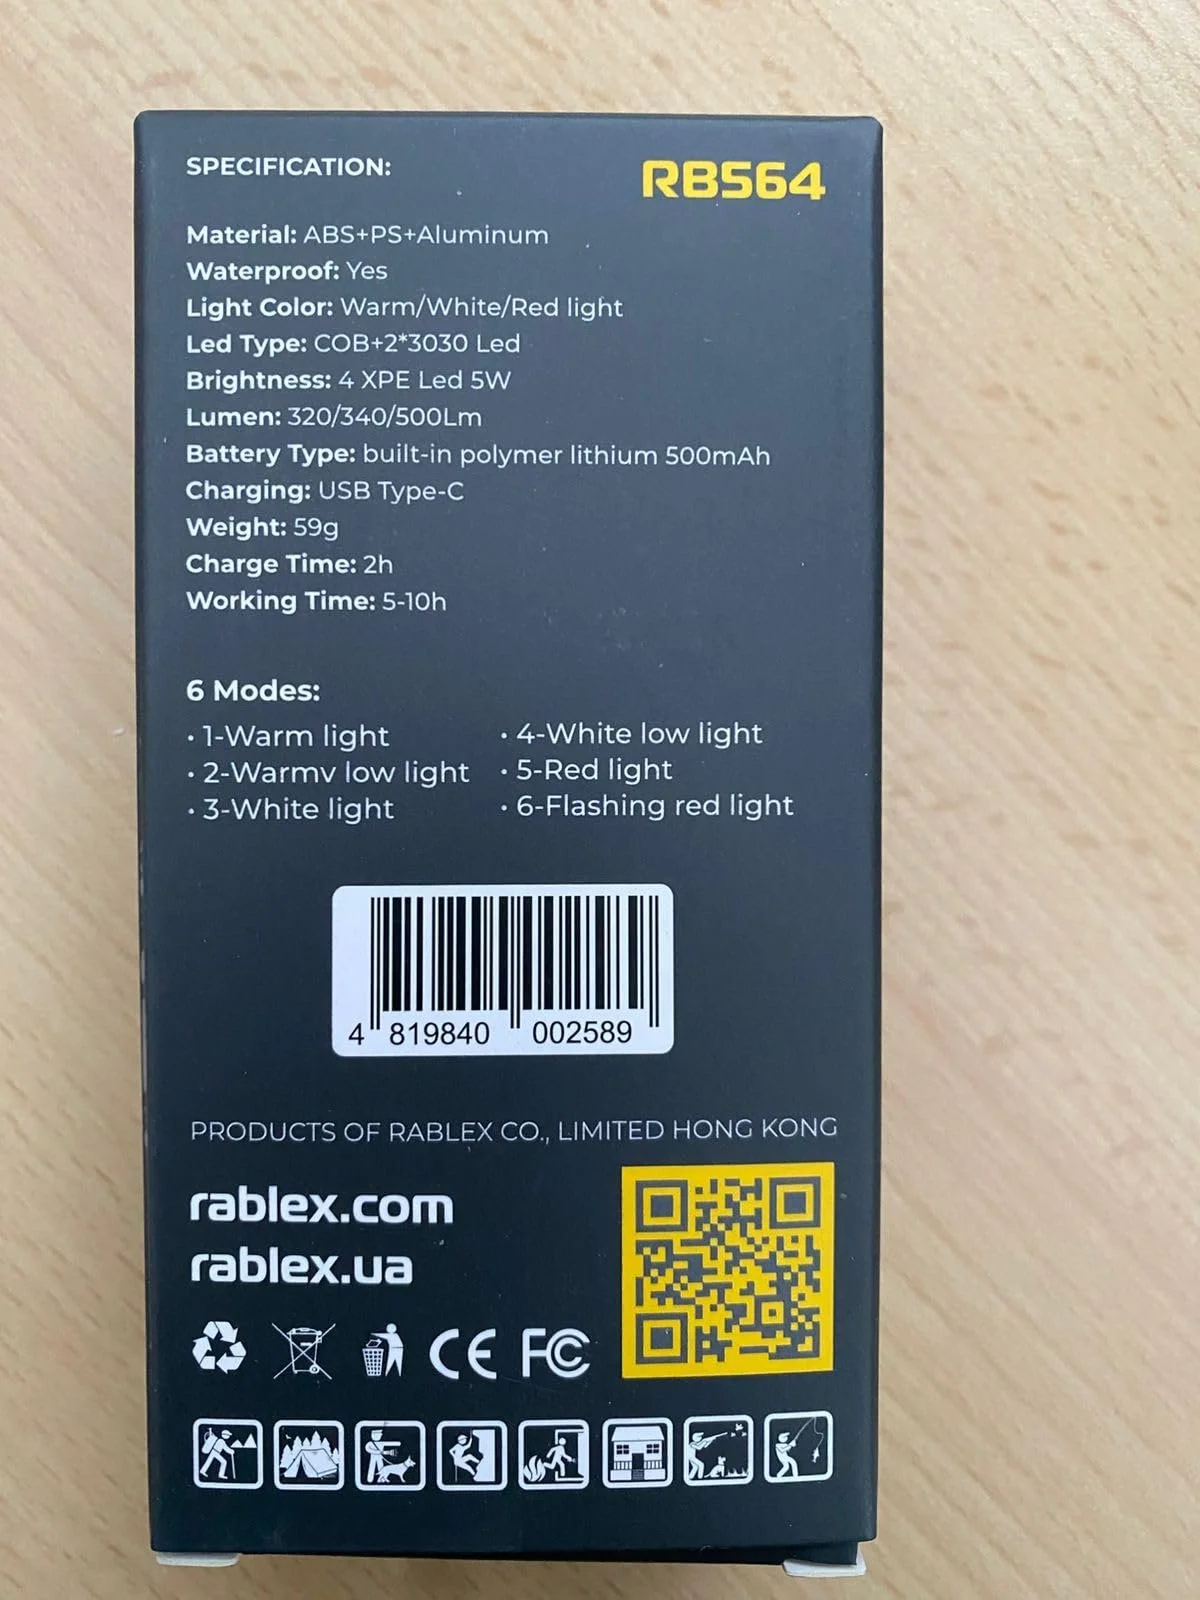 SPECIFICATION:
RB564
Material: ABS+PS+Aluminum
Waterproof: Yes
Light Color: Warm/White/Red light
Led Type: COB+2*3030 Led
Brightness: 4 XPE Led 5W
Lumen: 320/340/500Lm
Battery Type: built-in polymer lithium 500mAh
Charging: USB Type-C
Weight: 59g
Charge Time: 2h
Working Time: 5-10h
6 Modes:
• 1-Warm light
• 2-Warmv low light
• 3-White light
• 4-White low light
• 5-Red light
• 6-Flashing red light
4 819840 002589
PRODUCTS OF RABLEX CO., LIMITED HONG KONG
rablex.com
rablex.ua
CE FC